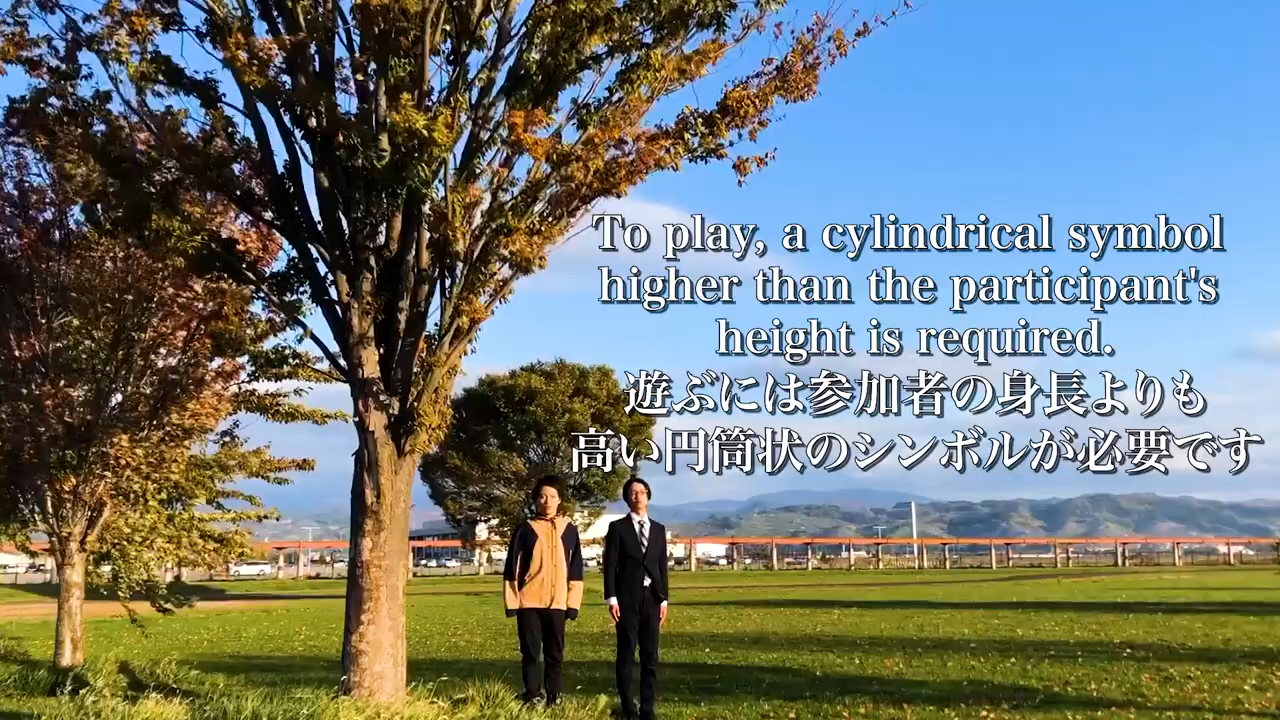 To play, a cylindrical symbol
higher than the participant's
height is required.
遊ぶには参加者の身長よりも
高い円筒状のシンボルが必要です